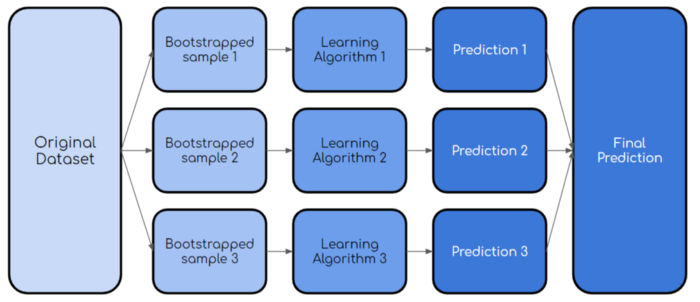 Original
Dataset
Bootstrapped
sample 1
Learning
Algorithm 1
Prediction 1
Bootstrapped
sample 2
Learning
Algorithm 2
Prediction 2
Bootstrapped
sample 3
Learning
Algorithm 3
Prediction 3
Final
Prediction